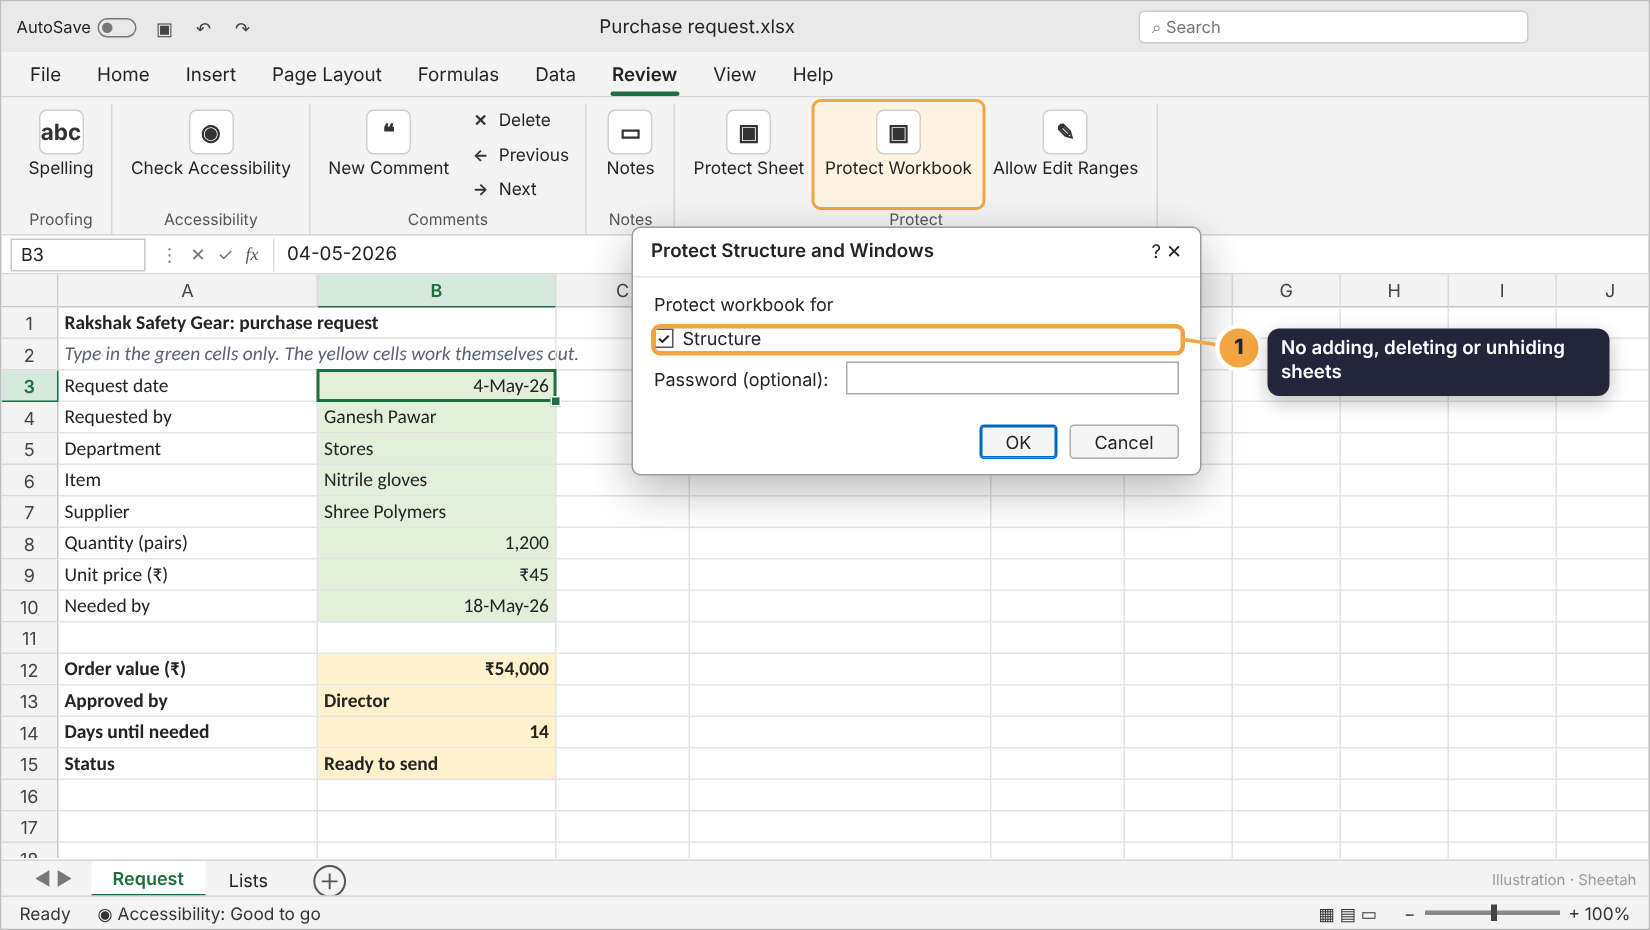 AutoSave
Purchase request.xlsx
Search
File Home Insert Page Layout Formulas Data Review View Help
abc
Spelling
Proofing
Check Accessibility
Accessibility
New Comment
Delete
Previous
Next
Comments
Notes
Notes
Protect Sheet
Protect Workbook
Allow Edit Ranges
Protect
B3
fx
04-05-2026
Protect Structure and Windows
?
Protect workbook for
Structure
Password (optional):
OK
Cancel
1
No adding, deleting or unhiding
sheets
A B C G H I J
1 Rakshak Safety Gear: purchase request
2 Type in the green cells only. The yellow cells work themselves out.
3 Request date 4-May-26
4 Requested by Ganesh Pawar
5 Department Stores
6 Item Nitrile gloves
7 Supplier Shree Polymers
8 Quantity (pairs) 1,200
9 Unit price (₹) ₹45
10 Needed by 18-May-26
11
12 Order value (₹) ₹54,000
13 Approved by Director
14 Days until needed 14
15 Status Ready to send
16
17
18
Request Lists
Illustration · Sheetah
Ready Accessibility: Good to go
− + 100%